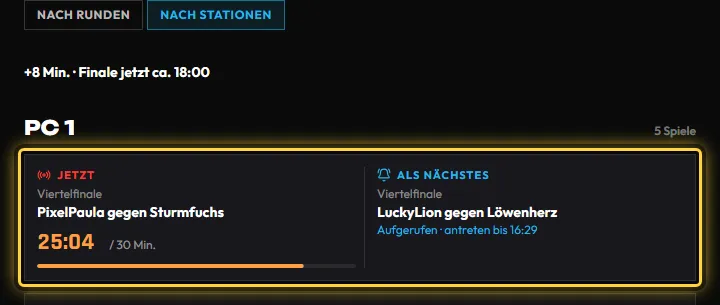 NACH RUNDEN
NACH STATIONEN
+8 Min. · Finale jetzt ca. 18:00
PC 1
5 Spiele
JETZT
Viertelfinale
PixelPaula gegen Sturmfuchs
25:04 / 30 Min.
ALS NÄCHSTES
Viertelfinale
LuckyLion gegen Löwenherz
Aufgerufen · antreten bis 16:29